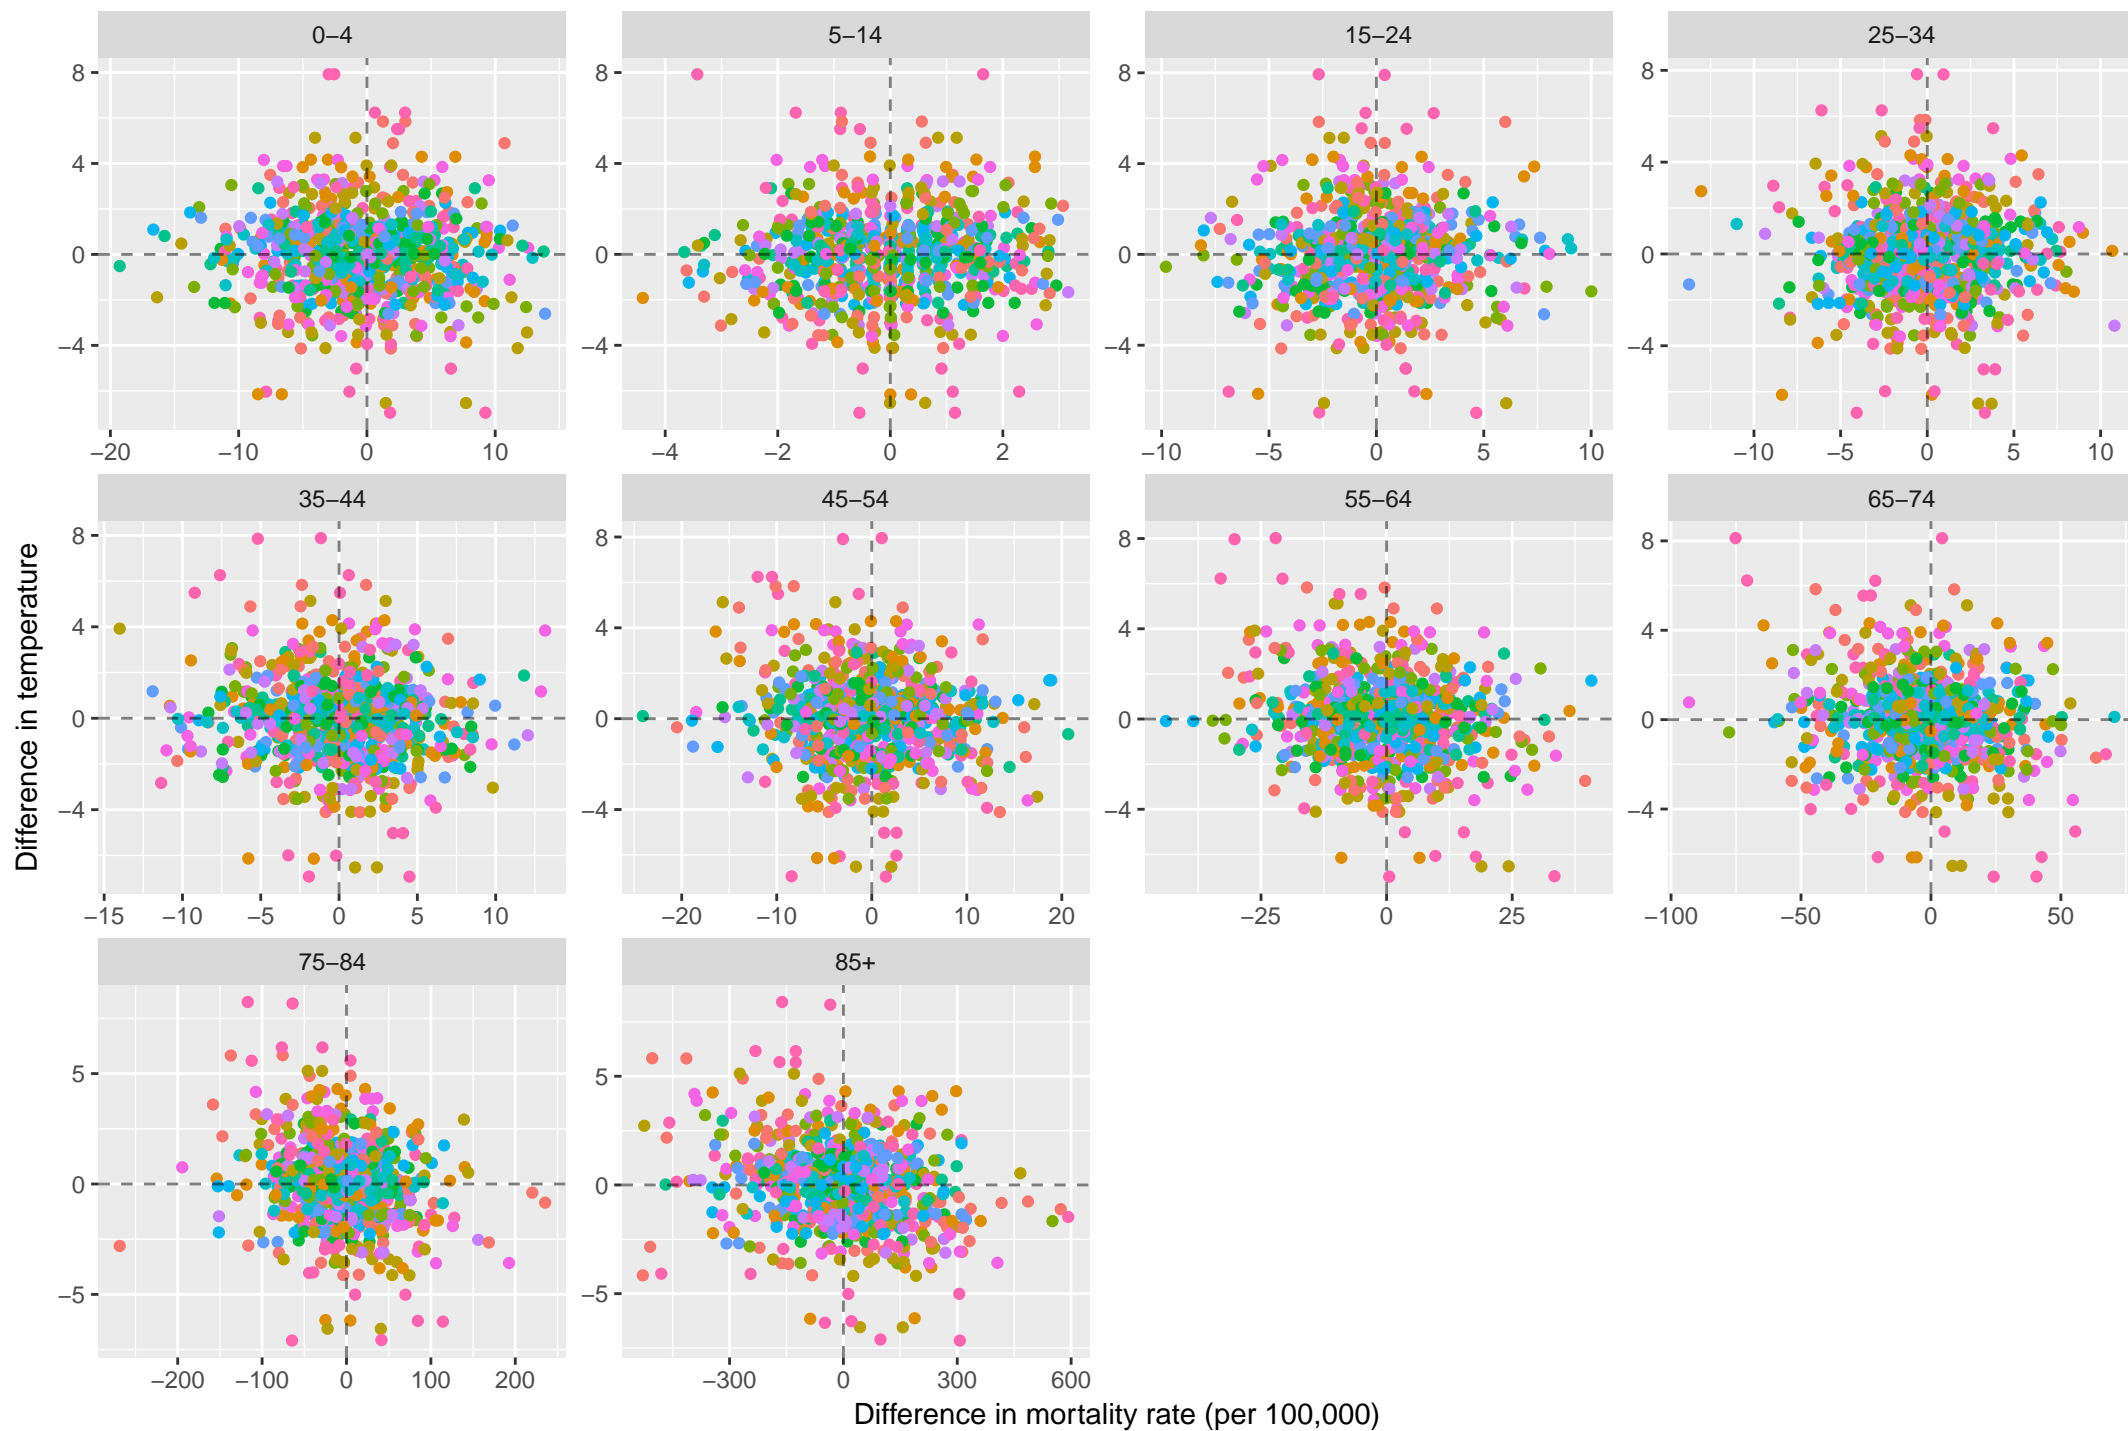 0−4 5−14 15−24 25−34
8 8 8 8
4 4 4 4
0 0 0 0
−4 −4 −4 −4
−20 −10 0 10 −4 −2 0 2 −10 −5 0 5 10 −10 −5 0 5 10
35−44 45−54 55−64 65−74
8 8 8 8
4 4 4 4
0 0 0 0
−4 −4 −4 −4
−15 −10 −5 0 5 10 −20 −10 0 10 20 −25 0 25 −100 −50 0 50
Difference in temperature
75−84 85+
5 5
0 0
−5 −5
−200 −100 0 100 200 −300 0 300 600
Difference in mortality rate (per 100,000)